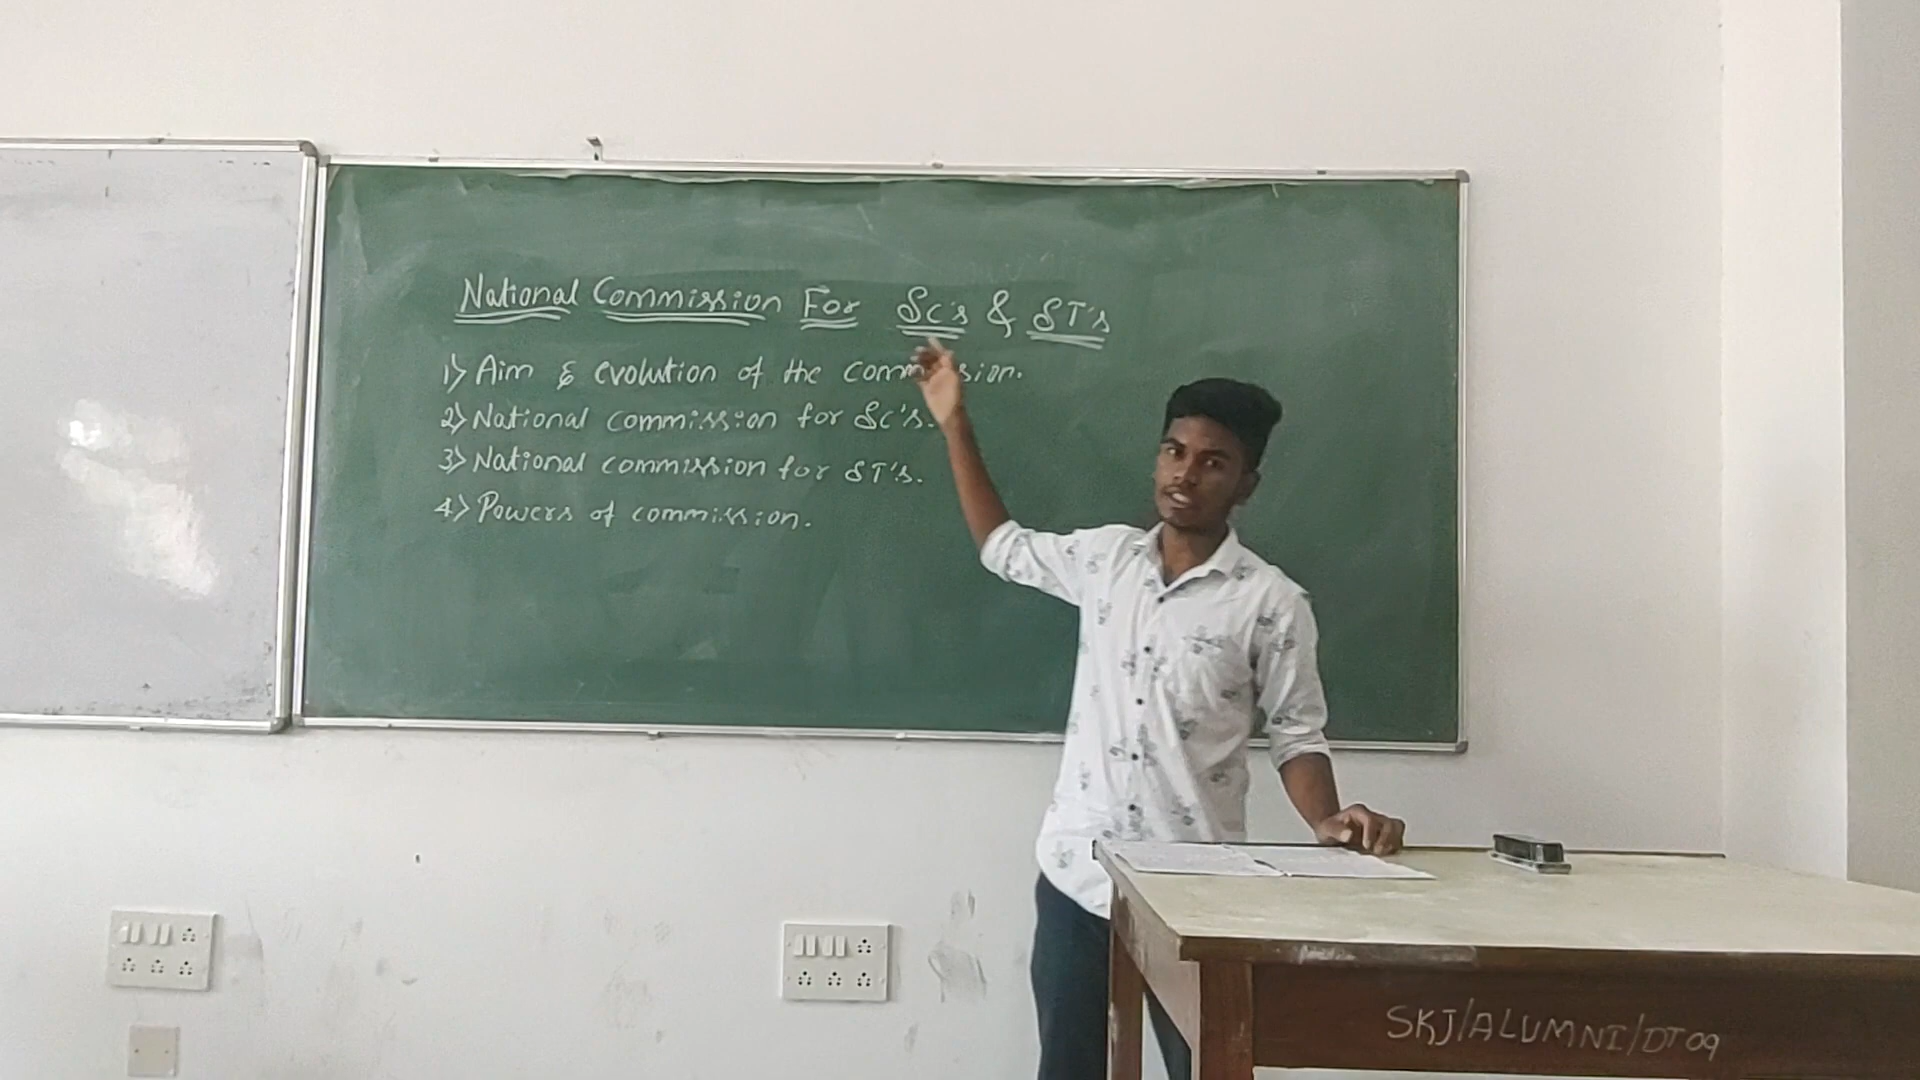 National Commission For SC's & ST's
1) Aim & evolution of the commission.
2) National commission for SC's.
3) National commission for ST's.
4) Powers of commission.
SKJ/ALUMNI/DT09